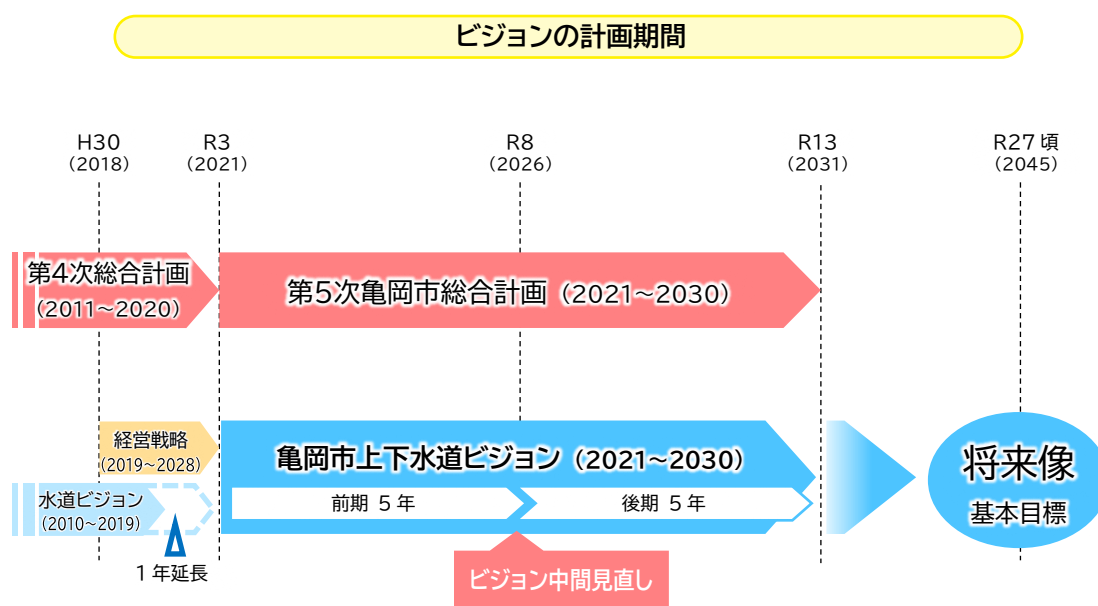 ビジョンの計画期間
H30
(2018)
R3
(2021)
R8
(2026)
R13
(2031)
R27 頃
(2045)
第4次総合計画
(2011~2020)
第5次亀岡市総合計画 (2021~2030)
経営戦略
(2019~2028)
水道ビジョン
(2010~2019)
1 年延長
亀岡市上下水道ビジョン (2021~2030)
前期 5 年
後期 5 年
ビジョン中間見直し
将来像
基本目標